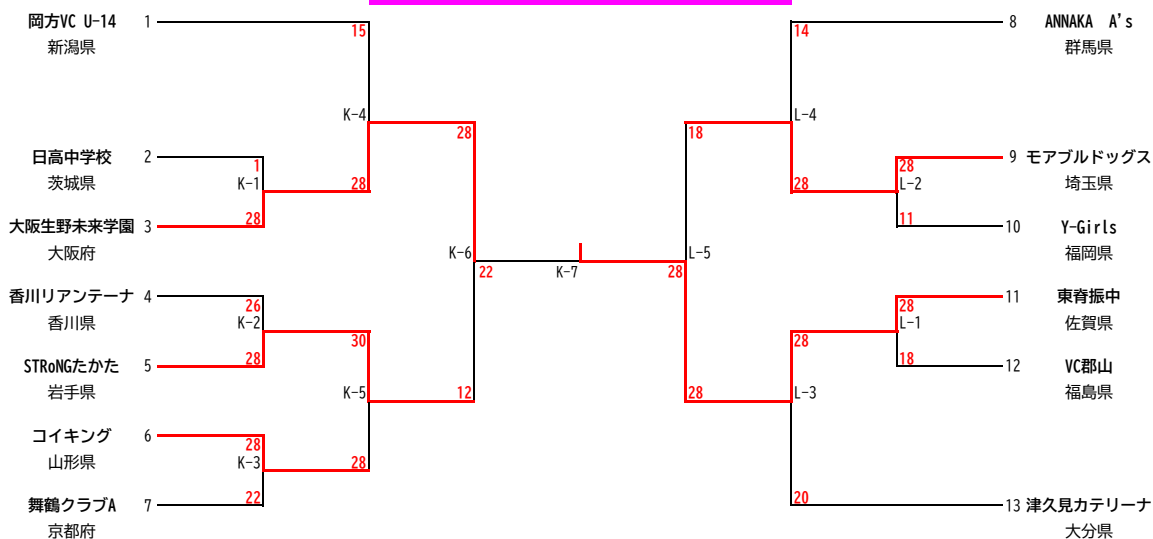 岡方VC U-14 1
新潟県
15
K-4
28
日高中学校 2
茨城県
1
K-1
28
28
大阪生野未来学園 3
大阪府
K-6
22
K-7
香川リアンテーナ 4
香川県
26
K-2
28
30
STRoNGたかた 5
岩手県
K-5
12
コイキング 6
山形県
28
K-3
28
22
舞鶴クラブA 7
京都府
14
8 ANNAKA A's
群馬県
L-4
18
28
9 モアブルドッグス
埼玉県
28
L-2
11
10 Y-Girls
福岡県
L-5
28
11 東脊振中
佐賀県
28
L-1
28
18
12 VC郡山
福島県
28
L-3
20
13 津久見カテリーナ
大分県